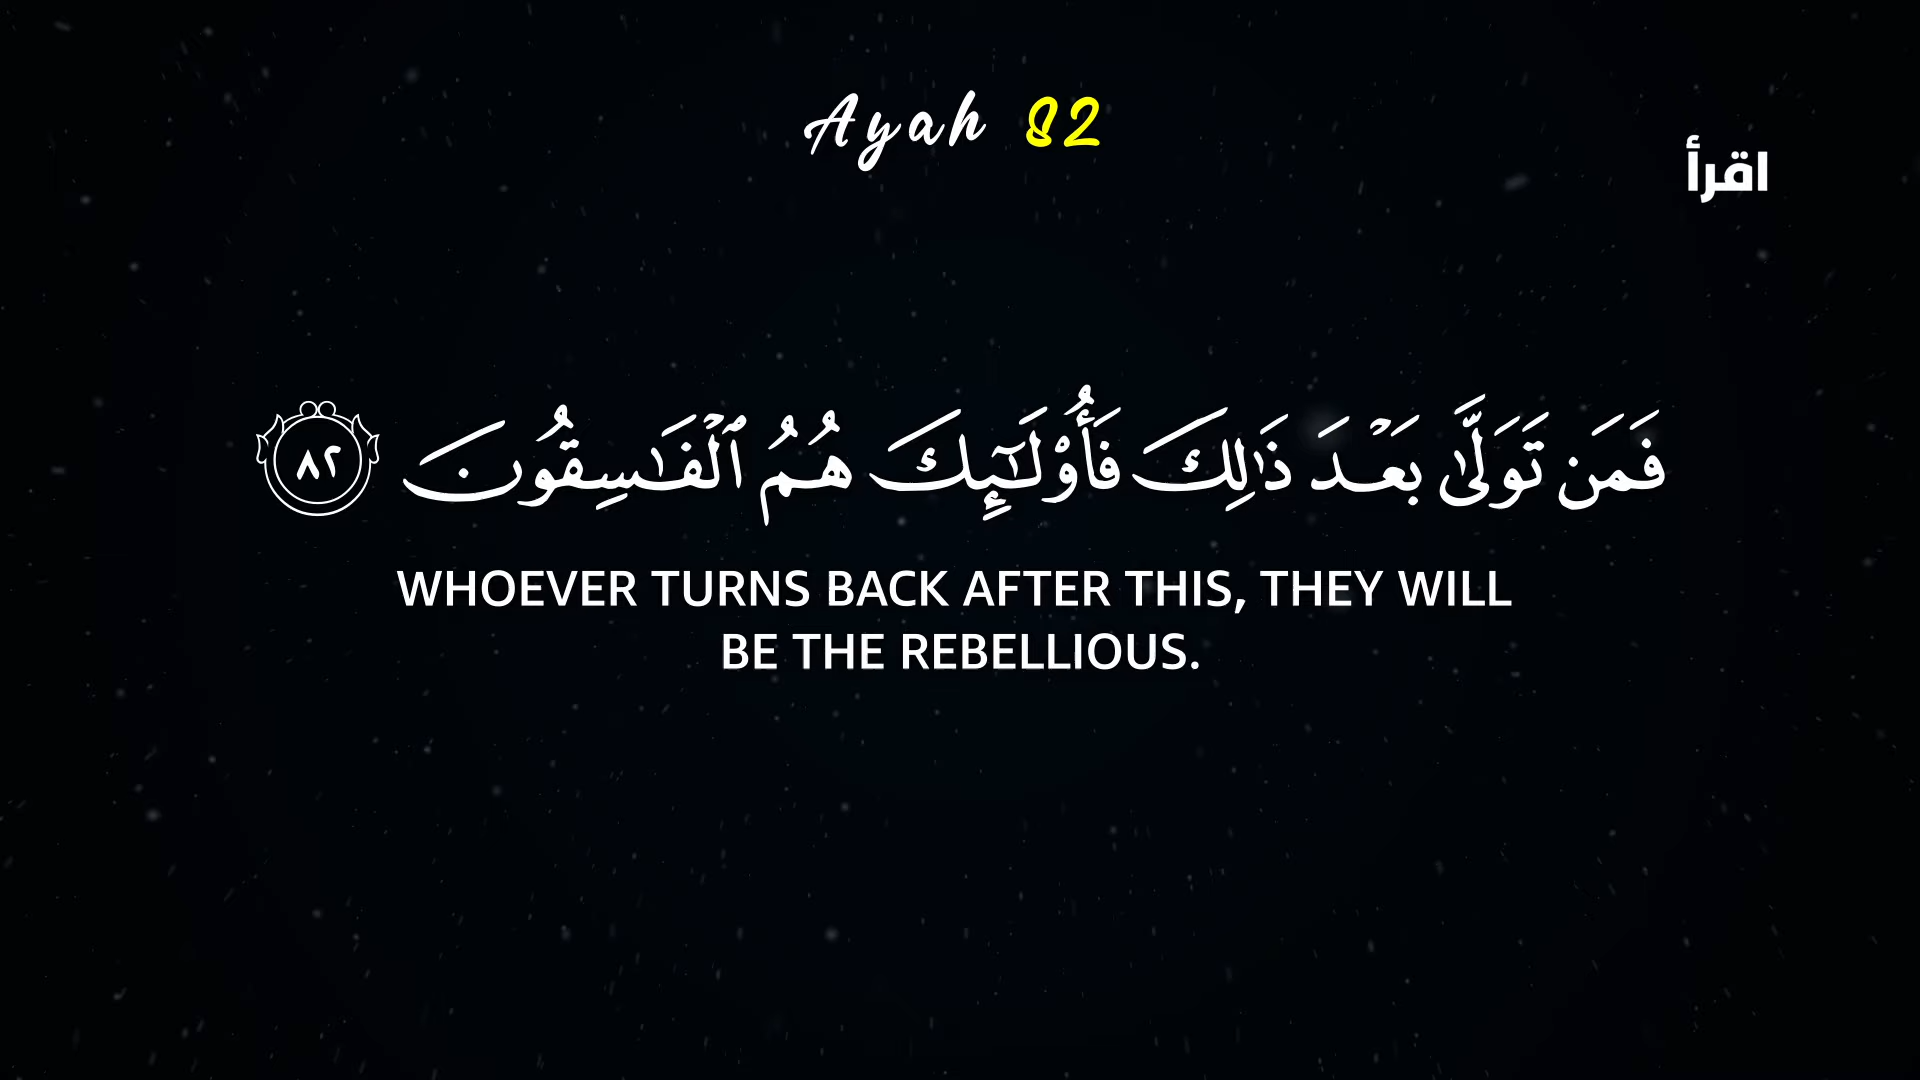 Ayah 82
اقرأ
فَمَن تَوَلَّىٰ بَعْدَ ذَٰلِكَ فَأُو۟لَـٰٓئِكَ هُمُ ٱلْفَـٰسِقُونَ ٨٢
WHOEVER TURNS BACK AFTER THIS, THEY WILL
BE THE REBELLIOUS.